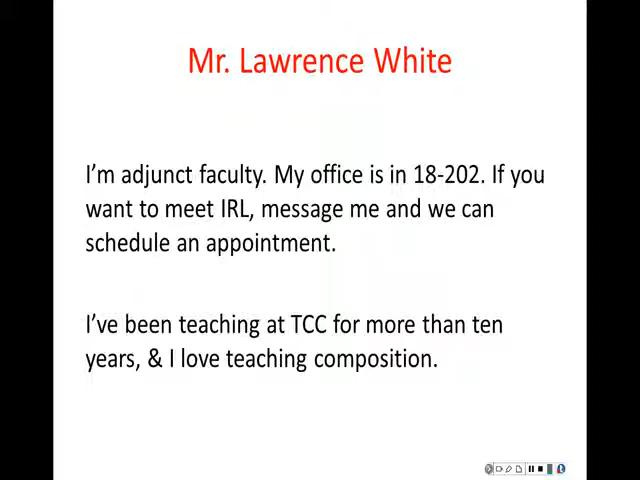 Mr. Lawrence White
I'm adjunct faculty. My office is in 18-202. If you
want to meet IRL, message me and we can
schedule an appointment.
I've been teaching at TCC for more than ten
years, & I love teaching composition.